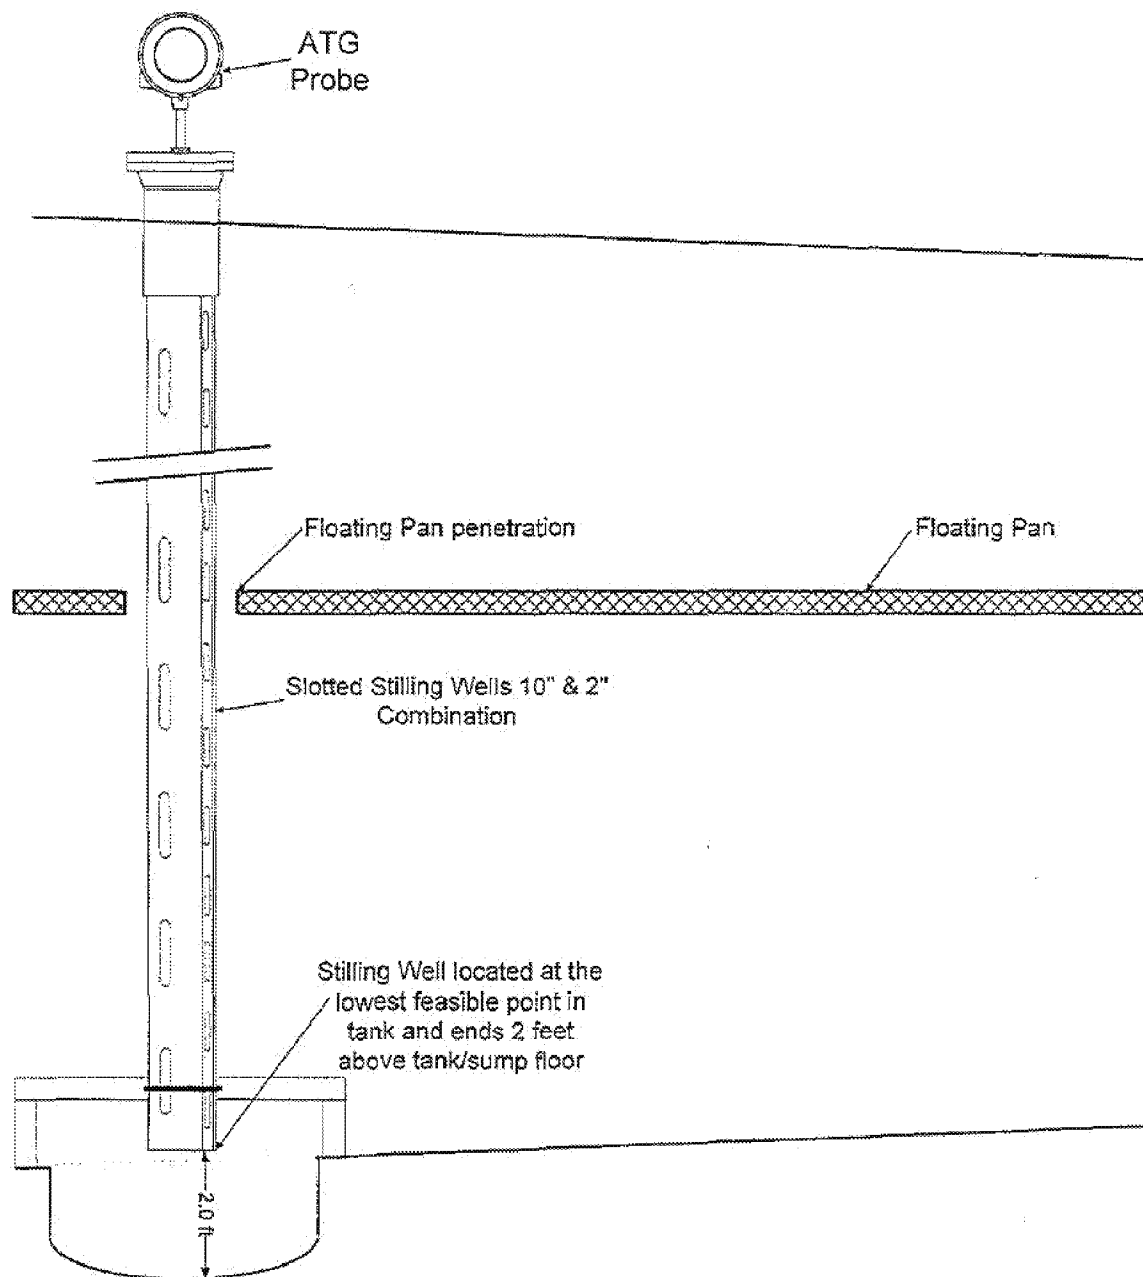 ATG
Probe
Floating Pan penetration
Floating Pan
Slotted Stilling Wells 10" & 2"
Combination
Stilling Well located at the
lowest feasible point in
tank and ends 2 feet
above tank/sump floor
2.0 ft